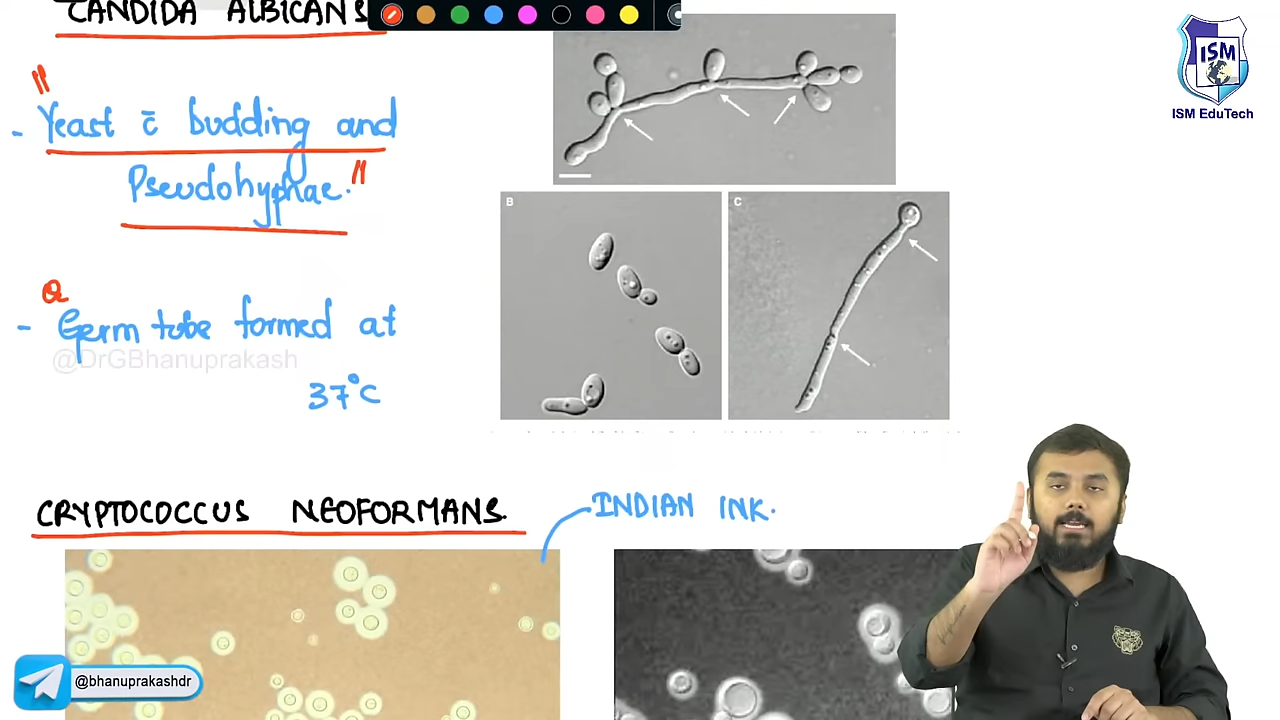 CANDIDA ALBICANS
"Yeast c̄ budding and
Pseudohyphae."
Q
- Germ tube formed at
37°C
@DrGBhanuprakash
B
C
CRYPTOCOCCUS NEOFORMANS.
INDIAN INK.
@bhanuprakashdr
ISM
ISM EduTech